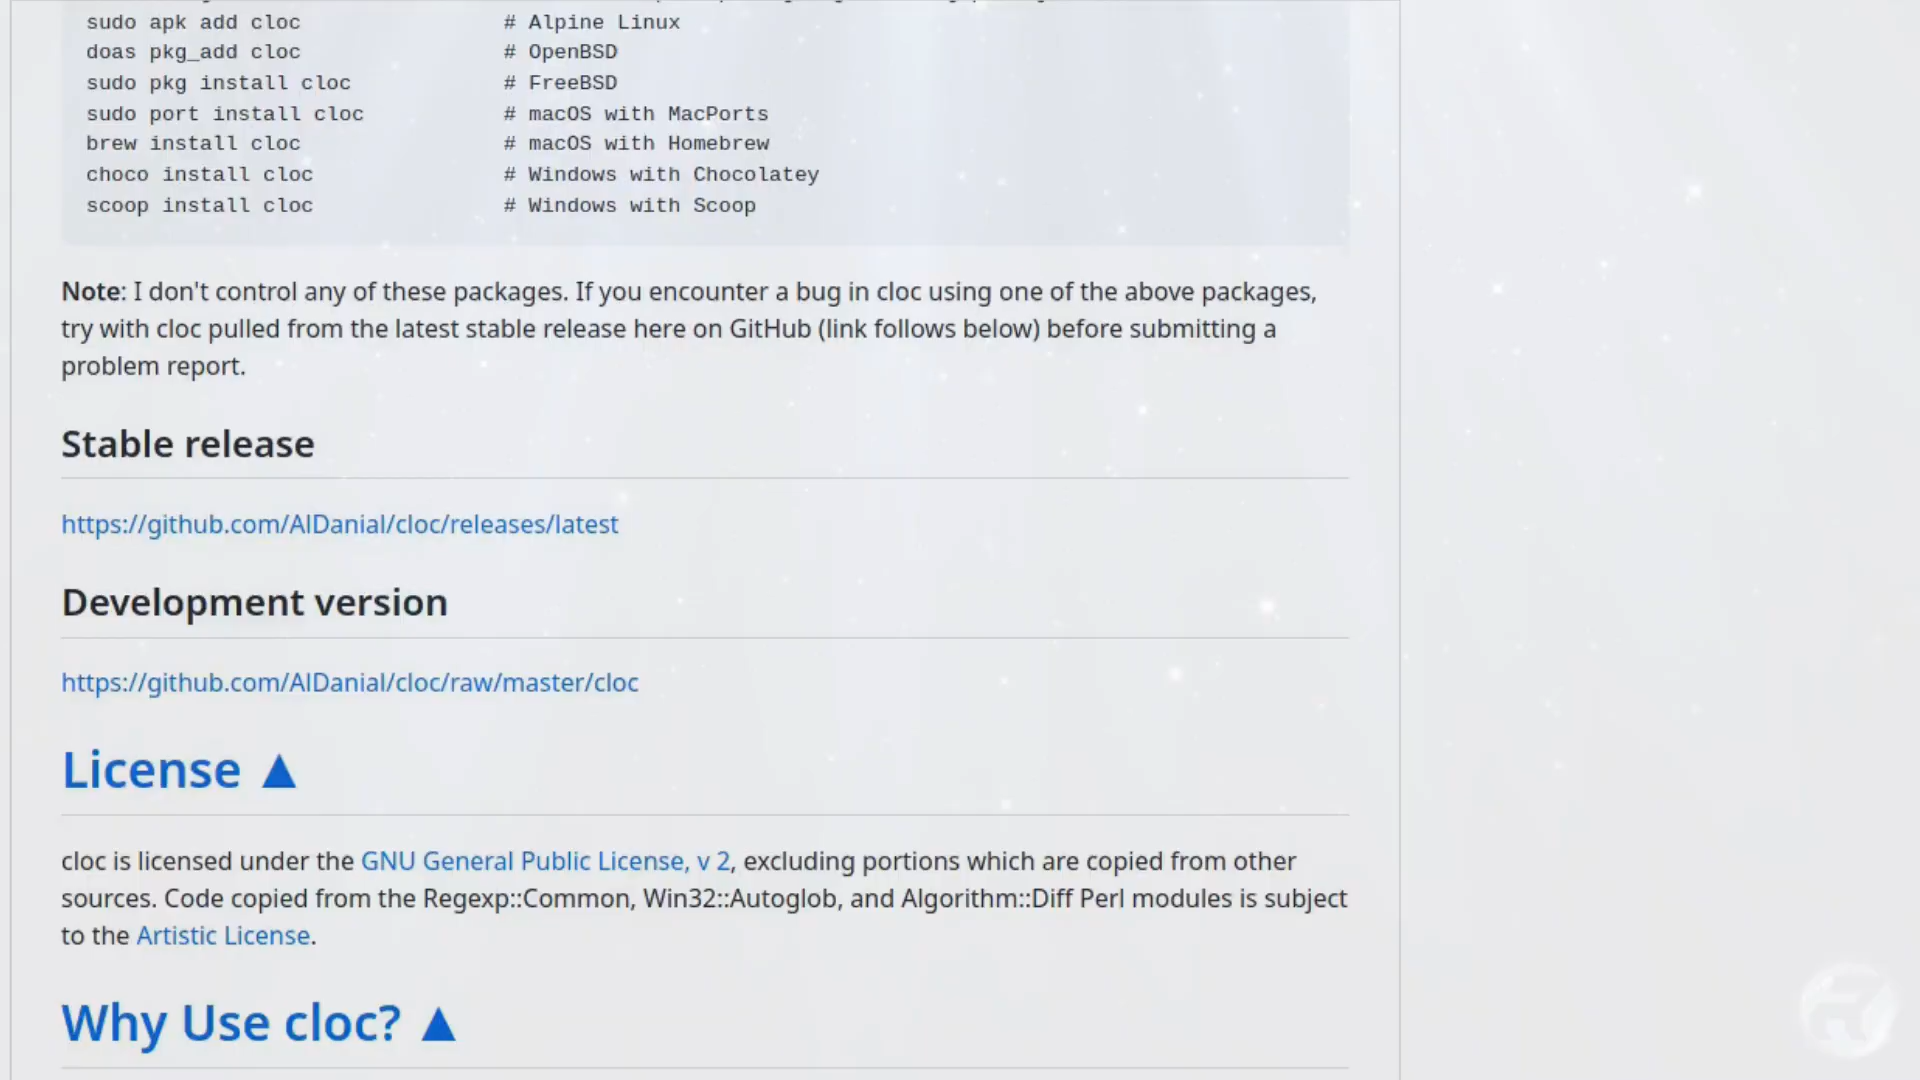 sudo apk add cloc # Alpine Linux
doas pkg_add cloc # OpenBSD
sudo pkg install cloc # FreeBSD
sudo port install cloc # macOS with MacPorts
brew install cloc # macOS with Homebrew
choco install cloc # Windows with Chocolatey
scoop install cloc # Windows with Scoop
Note: I don't control any of these packages. If you encounter a bug in cloc using one of the above packages,
try with cloc pulled from the latest stable release here on GitHub (link follows below) before submitting a
problem report.
Stable release
https://github.com/AlDanial/cloc/releases/latest
Development version
https://github.com/AlDanial/cloc/raw/master/cloc
License ▲
cloc is licensed under the GNU General Public License, v 2, excluding portions which are copied from other
sources. Code copied from the Regexp::Common, Win32::Autoglob, and Algorithm::Diff Perl modules is subject
to the Artistic License.
Why Use cloc? ▲